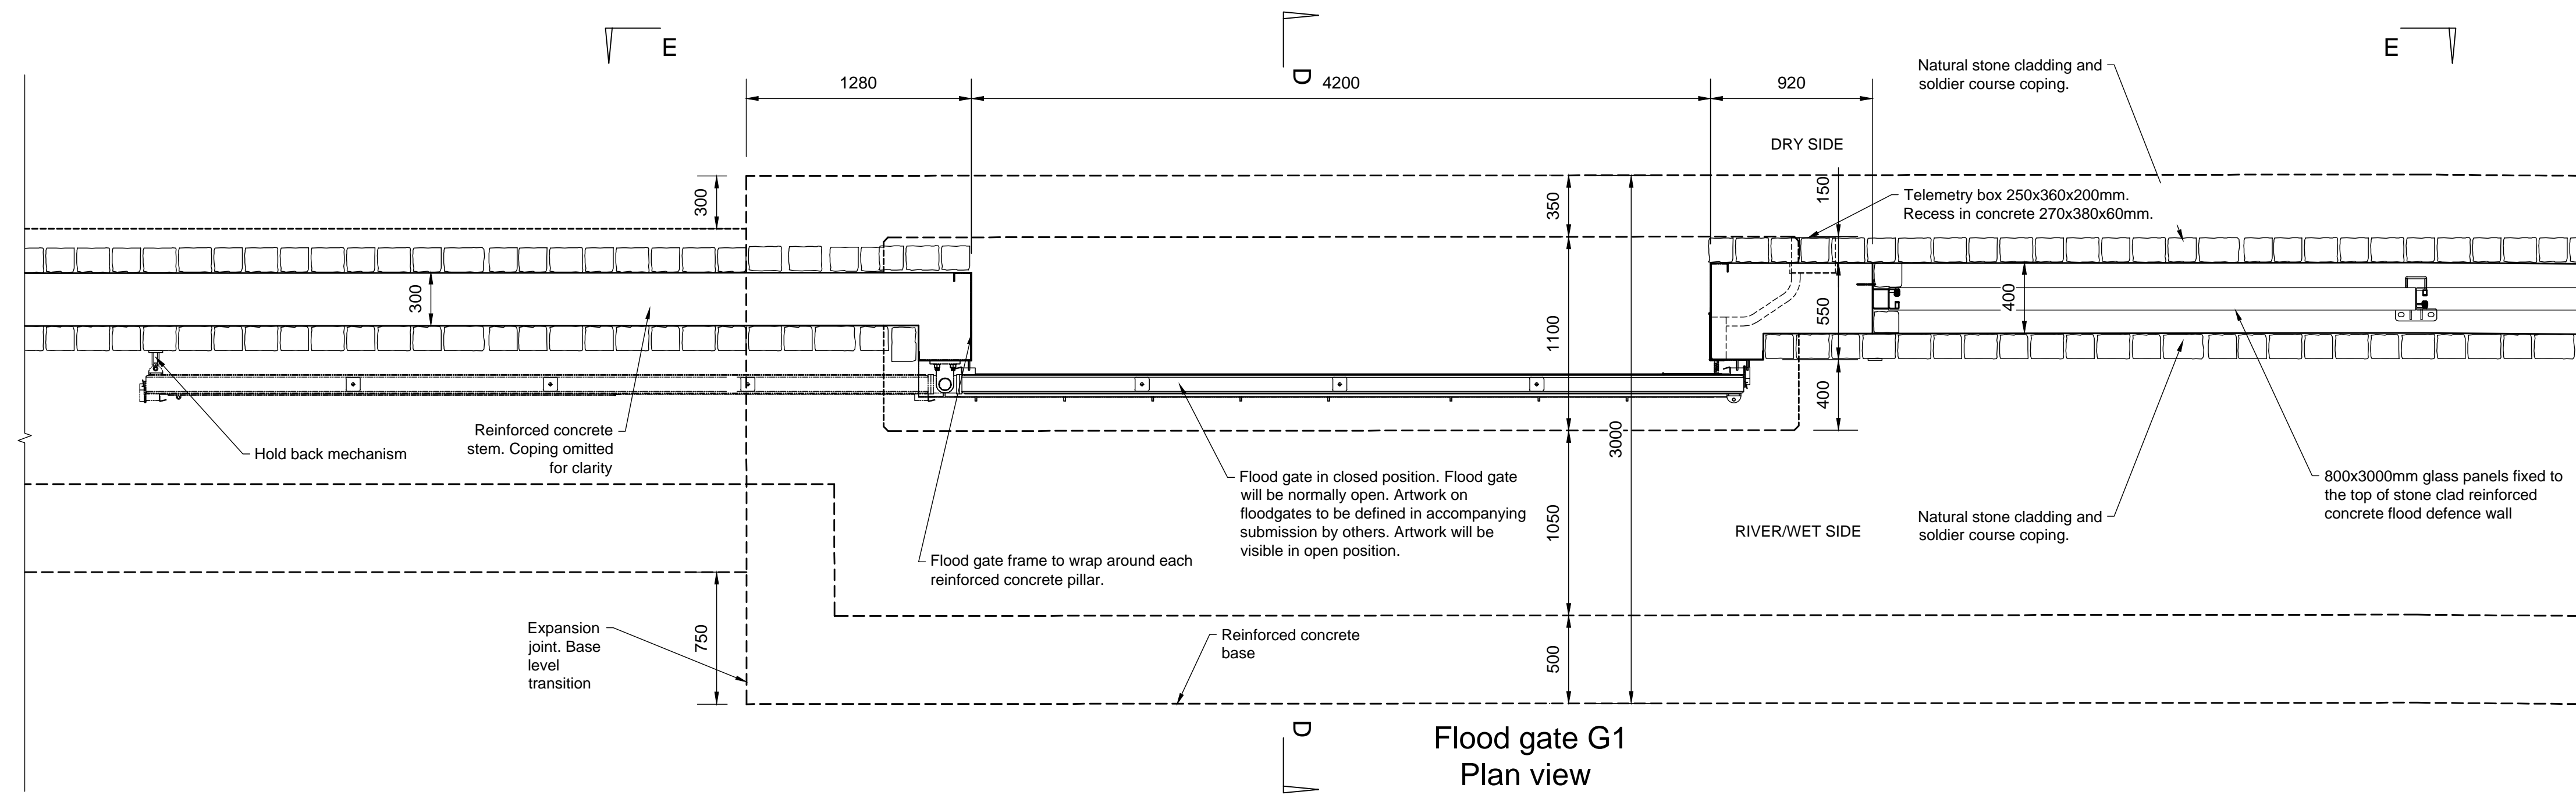 E
D
E
1280
4200
920
Natural stone cladding and
soldier course coping.
DRY SIDE
300
350
150
Telemetry box 250x360x200mm.
Recess in concrete 270x380x60mm.
300
1100
550
400
400
3000
Reinforced concrete
stem. Coping omitted
for clarity
Hold back mechanism
Flood gate in closed position. Flood gate
will be normally open. Artwork on
floodgates to be defined in accompanying
submission by others. Artwork will be
visible in open position.
Flood gate frame to wrap around each
reinforced concrete pillar.
1050
RIVER/WET SIDE
Natural stone cladding and
soldier course coping.
800x3000mm glass panels fixed to
the top of stone clad reinforced
concrete flood defence wall
Expansion
joint. Base
level
transition
750
Reinforced concrete
base
500
D
Flood gate G1
Plan view